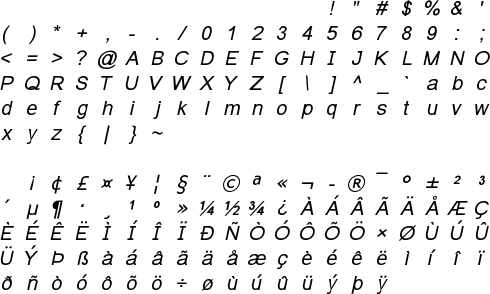 ! " # $ % & '
( ) * + , - . / 0 1 2 3 4 5 6 7 8 9 : ;
< = > ? @ A B C D E F G H I J K L M N O
P Q R S T U V W X Y Z [ \ ] ^ _ ` a b c
d e f g h i j k l m n o p q r s t u v w
x y z { | } ~
¡ ¢ £ ¤ ¥ ¦ § ¨ © ª « ¬ - ® ¯ ° ± ² ³
´ µ ¶ · ¸ ¹ º » ¼ ½ ¾ ¿ À Á Â Ã Ä Å Æ Ç
È É Ê Ë Ì Í Î Ï Ð Ñ Ò Ó Ô Õ Ö × Ø Ù Ú Û
Ü Ý Þ ß à á â ã ä å æ ç è é ê ë ì í î ï
ð ñ ò ó ô õ ö ÷ ø ù ú û ü ý þ ÿ